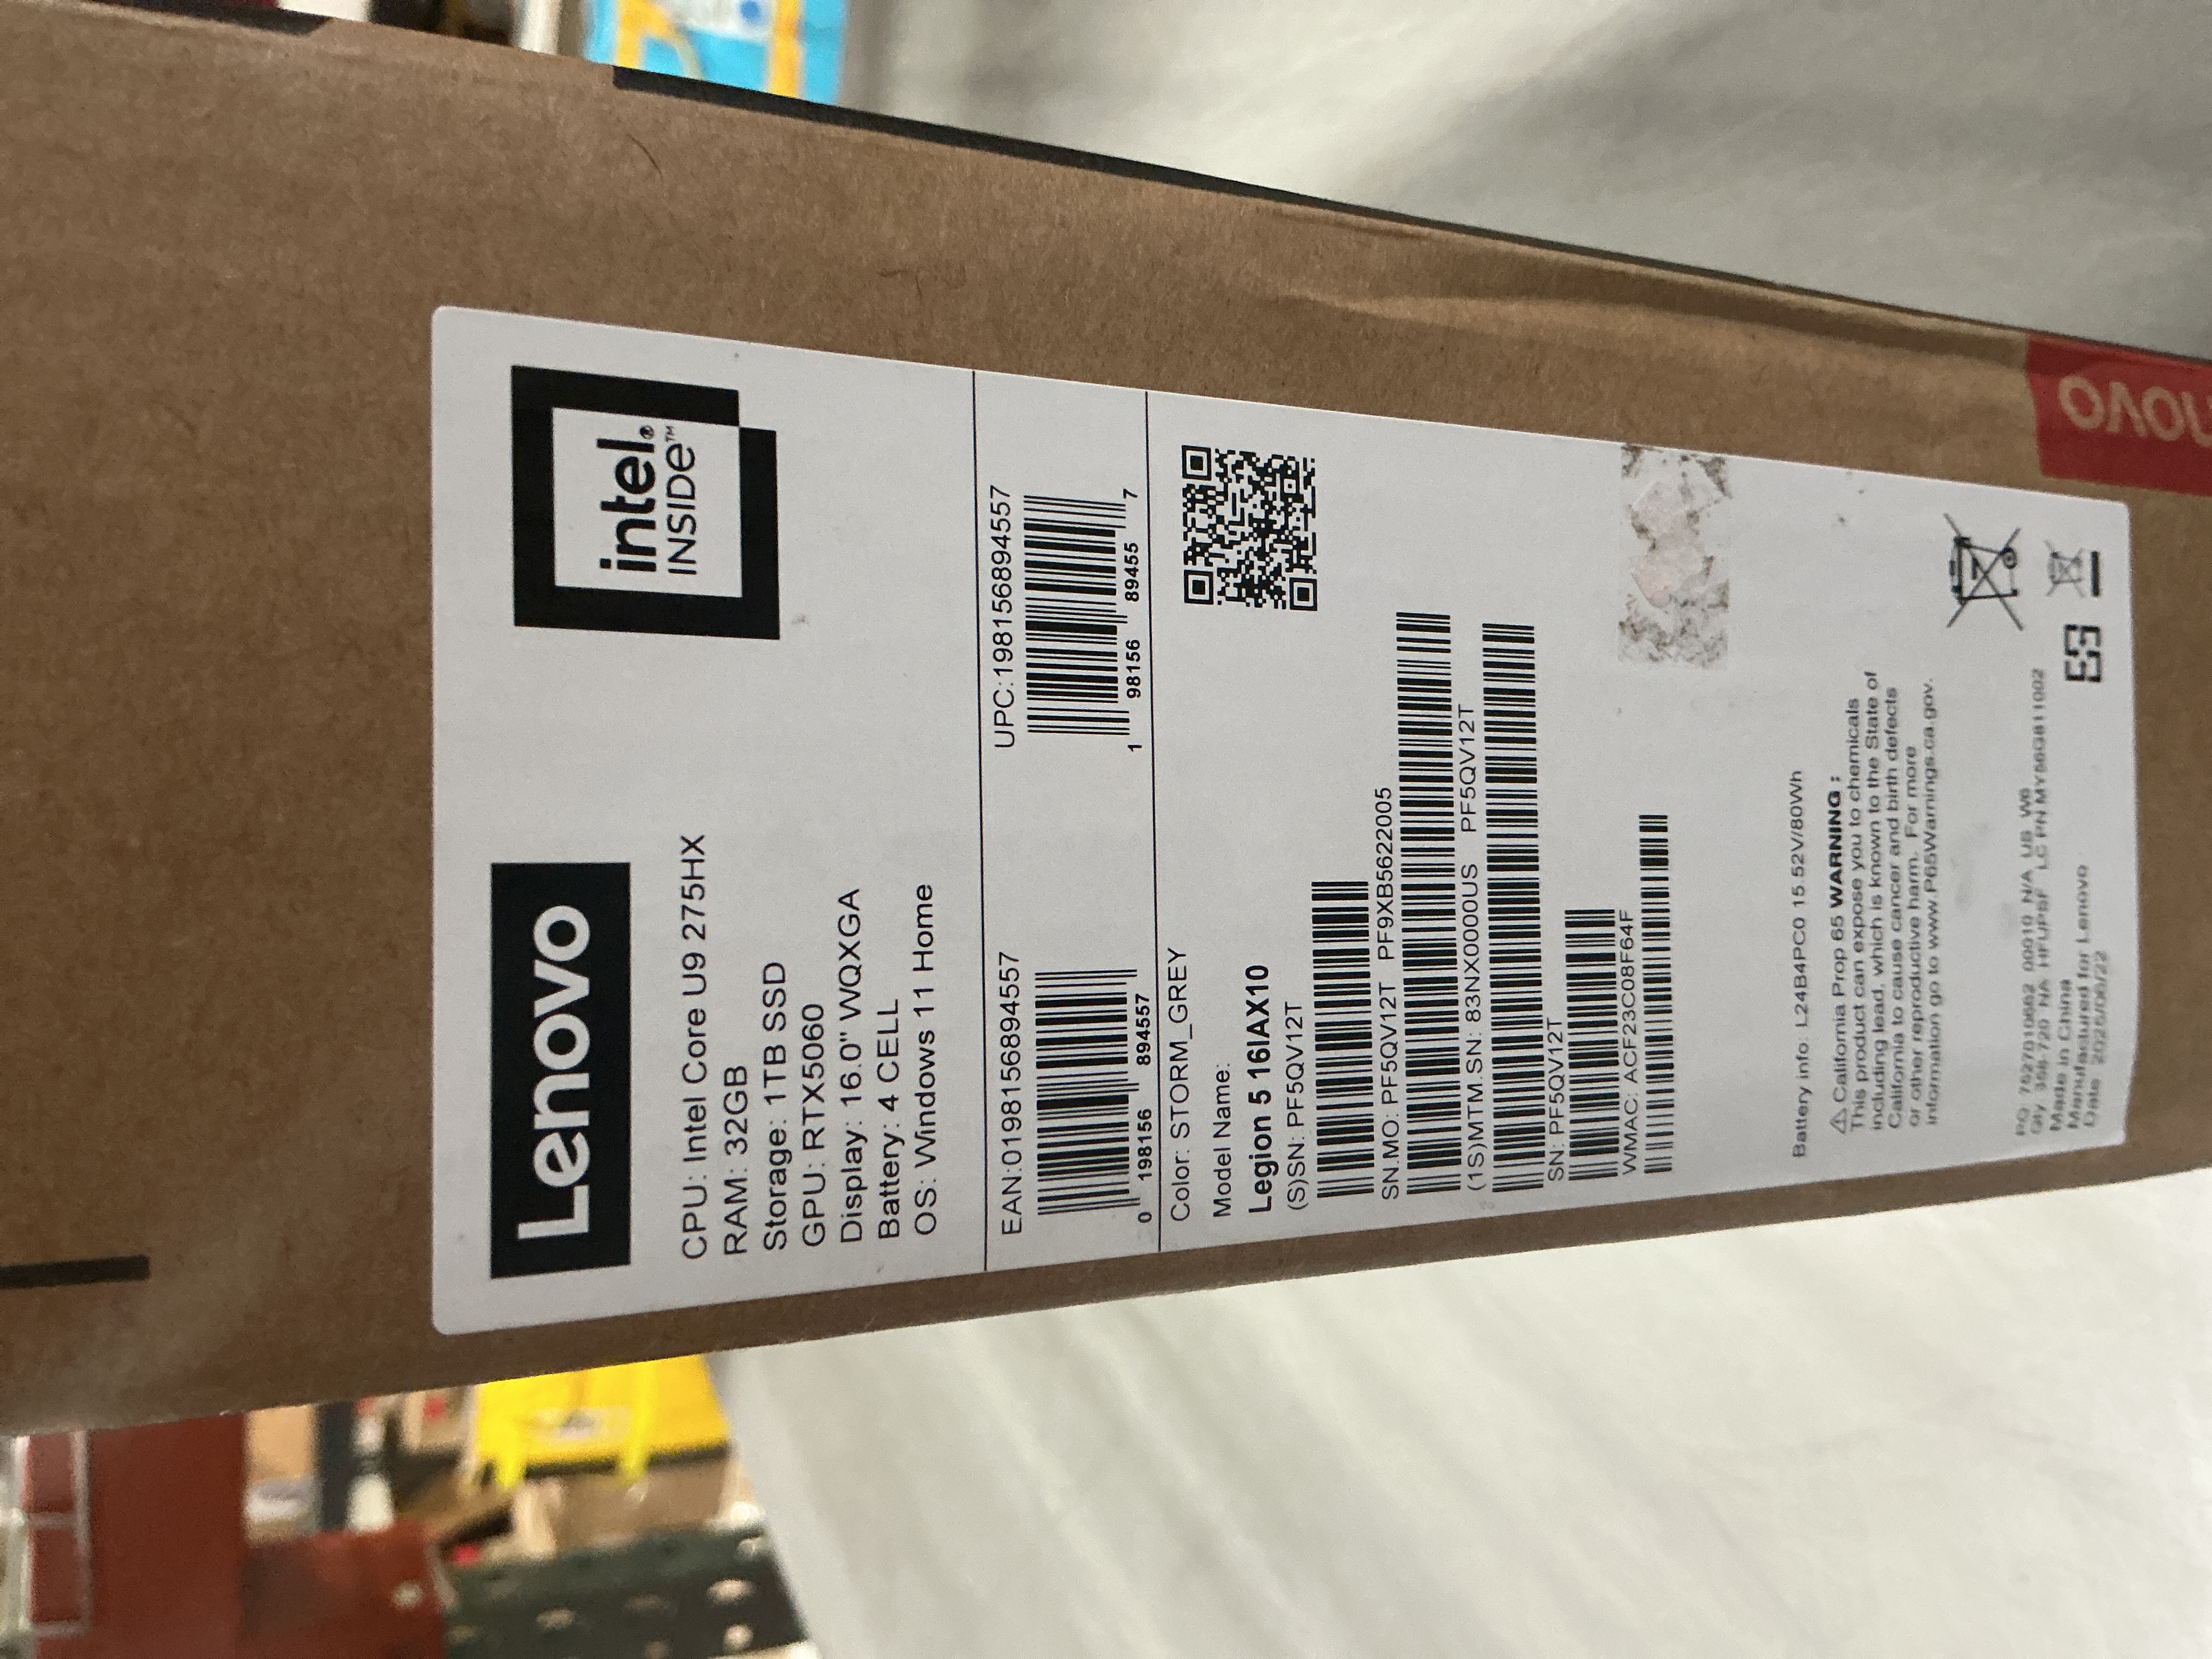 Lenovo
intel®
INSIDE™
CPU: Intel Core U9 275HX
RAM: 32GB
Storage: 1TB SSD
GPU: RTX5060
Display: 16.0" WQXGA
Battery: 4 CELL
OS: Windows 11 Home
EAN:0198156894557
UPC:198156894557
0 198156 894557
1 98156 89455 7
Color: STORM_GREY
Model Name:
Legion 5 16IAX10
(S)SN: PF5QV12T
SN.MO: PF5QV12T PF9XB5622005
(1S)MTM.SN: 83NX0000US PF5QV12T
SN: PF5QV12T
WMAC: ACF23C08F64F
Battery info: L24B4PC0 15.52V/80Wh
⚠California Prop 65 WARNING:
This product can expose you to chemicals
including lead, which is known to the State of
California to cause cancer and birth defects
or other reproductive harm. For more
information go to www.P65Warnings.ca.gov.
Made in China
Manufactured for Lenovo
Date
novo